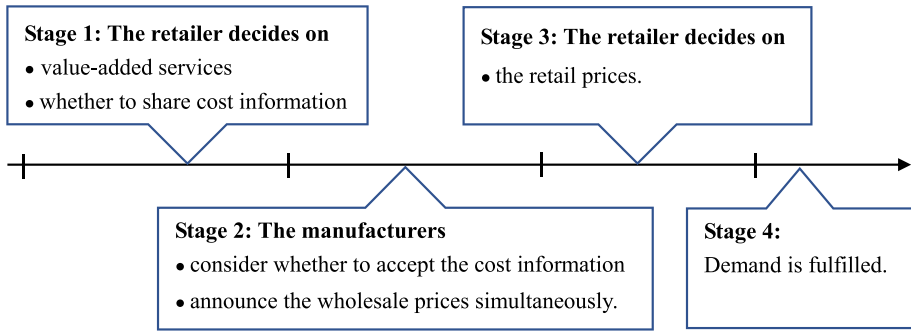 Stage 1: The retailer decides on
• value-added services
• whether to share cost information
Stage 2: The manufacturers
• consider whether to accept the cost information
• announce the wholesale prices simultaneously.
Stage 3: The retailer decides on
• the retail prices.
Stage 4:
Demand is fulfilled.